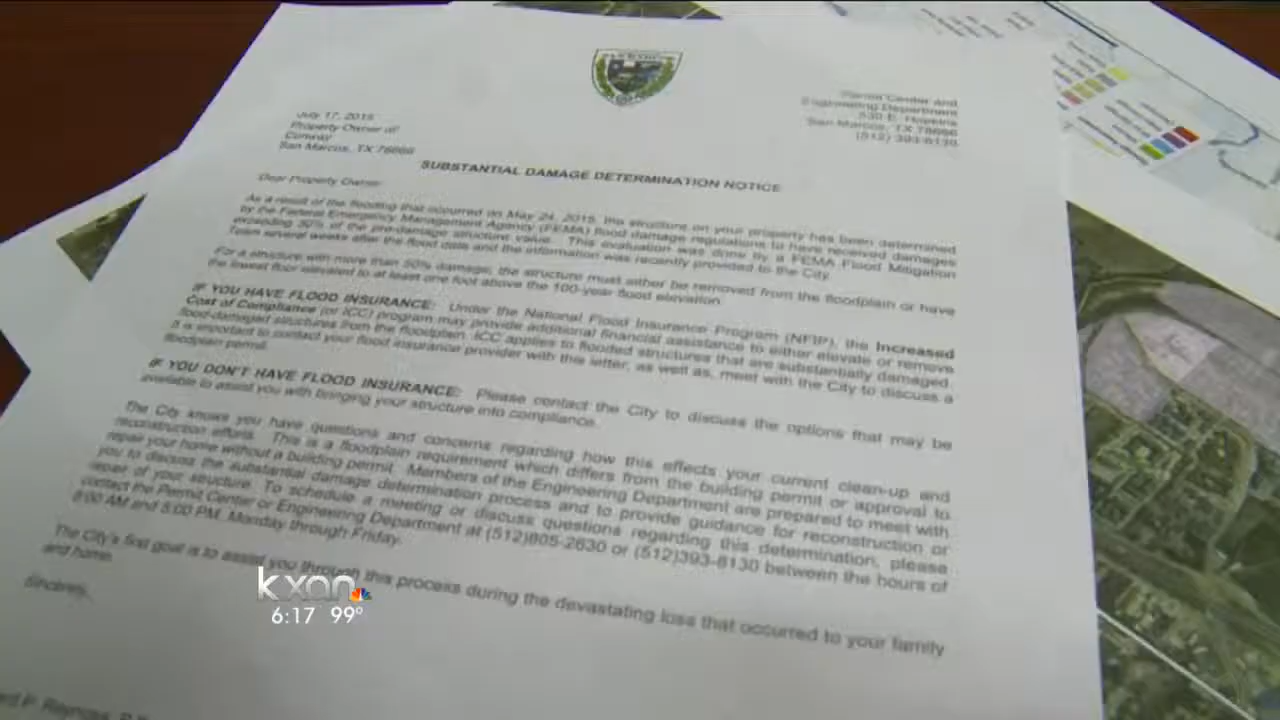 July 17, 2015
Property Owner of
Conway
San Marcos, TX 78666
Permit Center and
Engineering Department
630 E. Hopkins
San Marcos, TX 78666
(512) 393-8130
SUBSTANTIAL DAMAGE DETERMINATION NOTICE
Dear Property Owner:
As a result of the flooding that occurred on May 24, 2015, the structure on your property has been determined
by the Federal Emergency Management Agency (FEMA) flood damage regulations to have received damages
exceeding 50% of the pre-damage structure value. This evaluation was done by a FEMA Flood Mitigation
Team several weeks after the flood date and the information was recently provided to the City.
For a structure with more than 50% damage, the structure must either be removed from the floodplain or have
the lowest floor elevated to at least one foot above the 100-year flood elevation.
IF YOU HAVE FLOOD INSURANCE: Under the National Flood Insurance Program (NFIP), the Increased
Cost of Compliance (or ICC) program may provide additional financial assistance to either elevate or remove
flood-damaged structures from the floodplain. ICC applies to flooded structures that are substantially damaged.
It is important to contact your flood insurance provider with this letter, as well as, meet with the City to discuss a
floodplain permit.
IF YOU DON'T HAVE FLOOD INSURANCE: Please contact the City to discuss the options that may be
available to assist you with bringing your structure into compliance.
The City knows you have questions and concerns regarding how this effects your current clean-up and
reconstruction efforts. This is a floodplain requirement which differs from the building permit or approval to
repair your home without a building permit. Members of the Engineering Department are prepared to meet with
you to discuss the substantial damage determination process and to provide guidance for reconstruction or
repair of your structure. To schedule a meeting or discuss questions regarding this determination, please
contact the Permit Center or Engineering Department at (512)805-2630 or (512)393-8130 between the hours of
8:00 AM and 5:00 PM, Monday through Friday.
The City's first goal is to assist you through this process during the devastating loss that occurred to your family
and home.
Sincerely,
kxan
6:17 99°